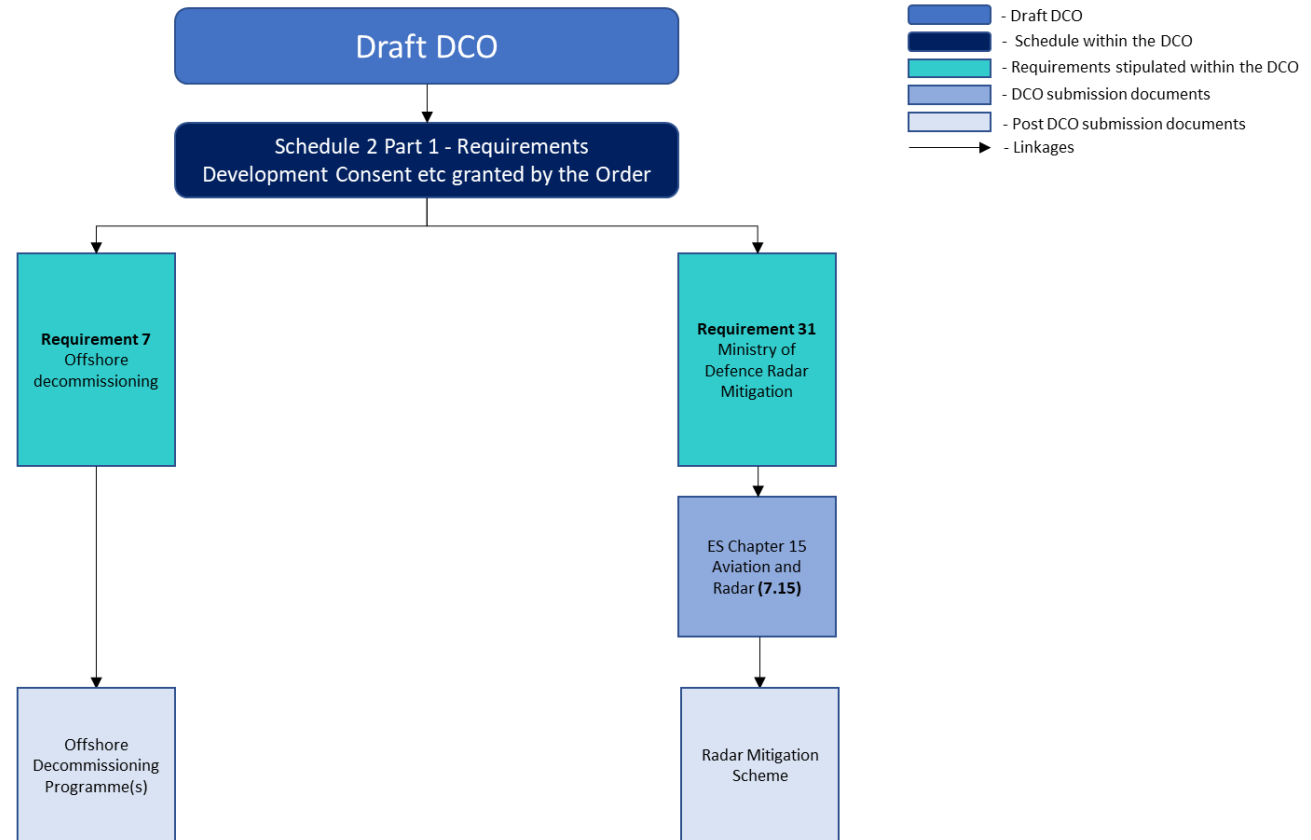 Draft DCO
Schedule 2 Part 1 - Requirements
Development Consent etc granted by the Order
Requirement 7
Offshore
decommissioning
Requirement 31
Ministry of
Defence Radar
Mitigation
ES Chapter 15
Aviation and
Radar (7.15)
Offshore
Decommissioning
Programme(s)
Radar Mitigation
Scheme
- Draft DCO
- Schedule within the DCO
- Requirements stipulated within the DCO
- DCO submission documents
- Post DCO submission documents
- Linkages